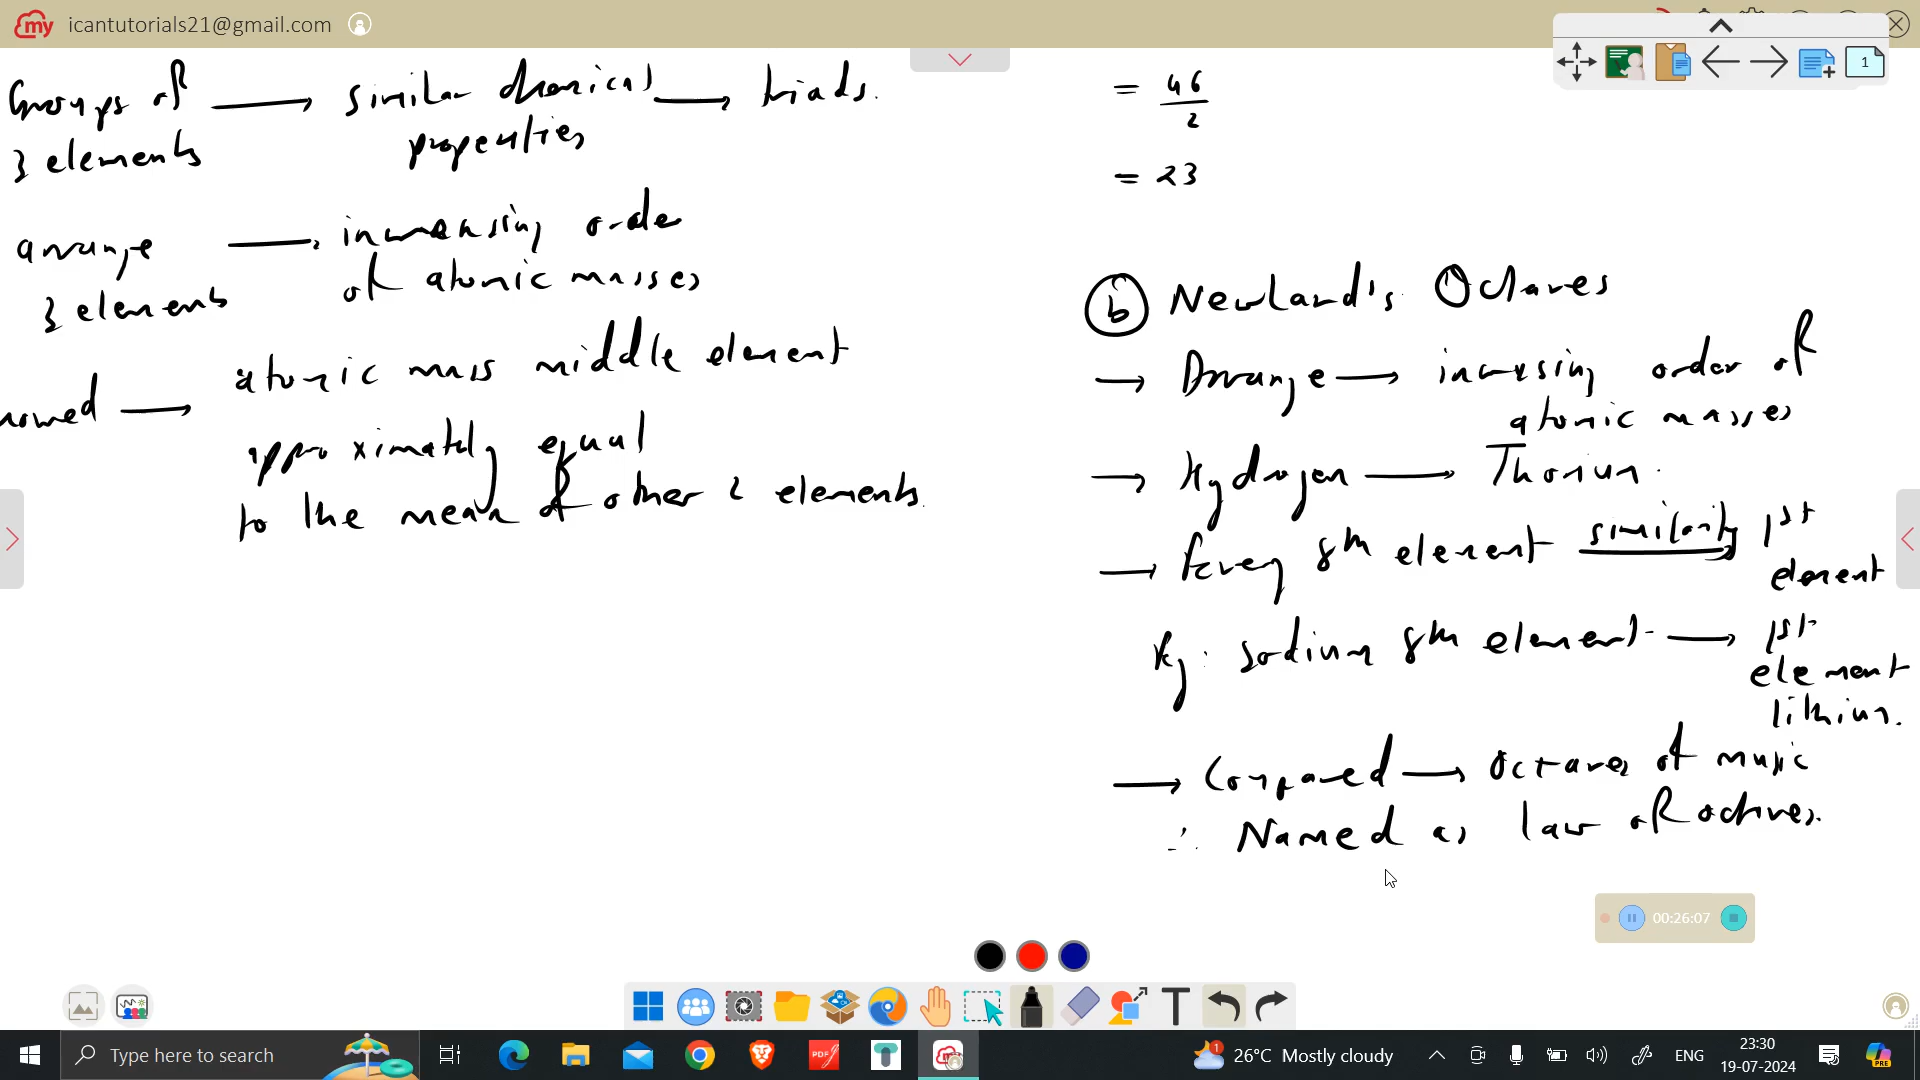 icantutorials21@gmail.com
Groups of → similar chemical → triads.
3 elements properties
arrange → increasing order
3 elements of atomic masses
→ atomic mass middle element
approximately equal
to the mean of other 2 elements.
= 46
2
= 23
(b) Newland's Octaves
→ Arrange → increasing order of
atomic masses
→ Hydrogen → Thorium.
→ Every 8th element similarity 1st
element
Eg: Sodium 8th element → 1st
element
lithium.
→ Compared → Octaves of music
∴ Named as law of octaves.
00:26:07
1
T
Type here to search
26°C Mostly cloudy
ENG
23:30
19-07-2024